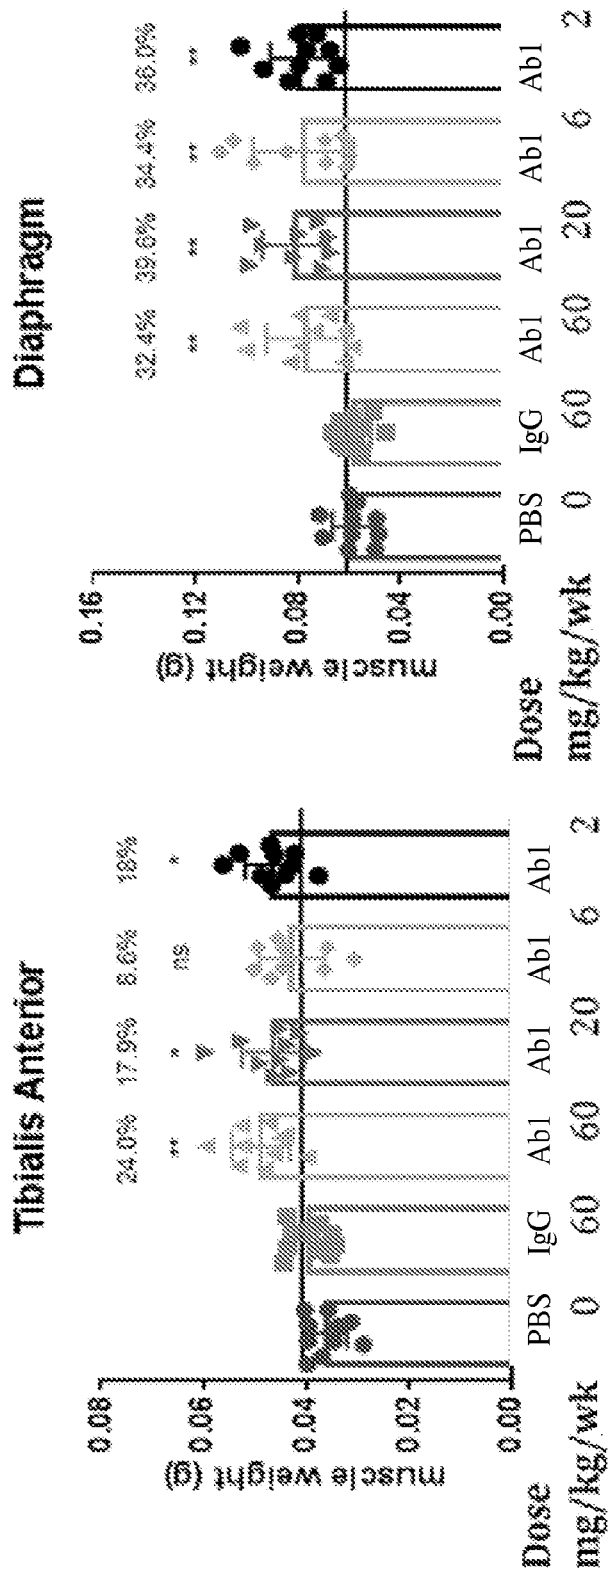 Tibialis Anterior
24.0% 17.9% 8.6% 18%
** * ns *
muscle weight (g)
0.08
0.06
0.04
0.02
0.00
PBS IgG Ab1 Ab1 Ab1 Ab1
Dose 0 60 60 20 6 2
mg/kg/wk
Diaphragm
32.4% 39.6% 34.4% 36.0%
** ** ** **
muscle weight (g)
0.16
0.12
0.08
0.04
0.00
PBS IgG Ab1 Ab1 Ab1 Ab1
Dose 0 60 60 20 6 2
mg/kg/wk